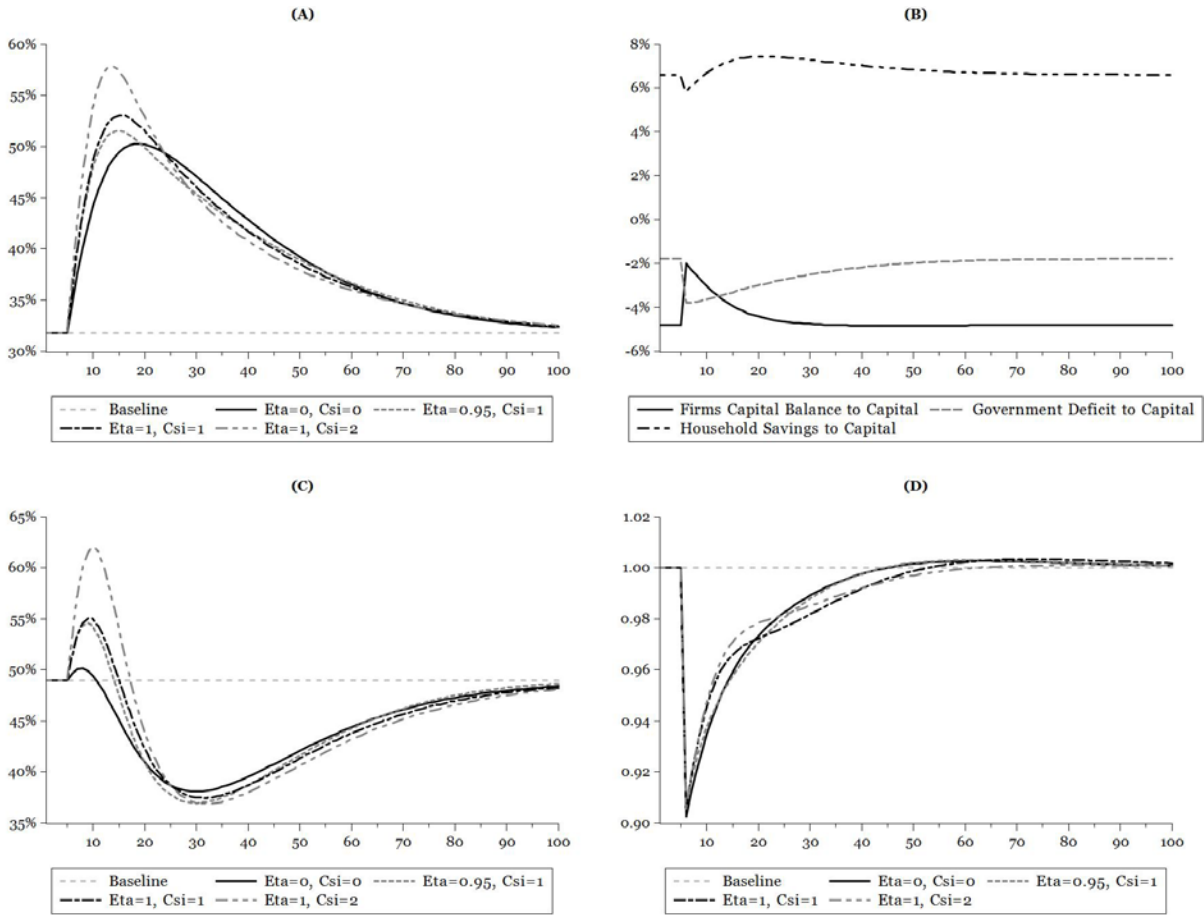 (A)
60%
55%
50%
45%
40%
35%
30%
10 20 30 40 50 60 70 80 90 100
Baseline Eta=0, Csi=0 Eta=0.95, Csi=1
Eta=1, Csi=1 Eta=1, Csi=2
(B)
8%
6%
4%
2%
0%
-2%
-4%
-6%
10 20 30 40 50 60 70 80 90 100
Firms Capital Balance to Capital Government Deficit to Capital
Household Savings to Capital
(C)
65%
60%
55%
50%
45%
40%
35%
10 20 30 40 50 60 70 80 90 100
Baseline Eta=0, Csi=0 Eta=0.95, Csi=1
Eta=1, Csi=1 Eta=1, Csi=2
(D)
1.02
1.00
0.98
0.96
0.94
0.92
0.90
10 20 30 40 50 60 70 80 90 100
Baseline Eta=0, Csi=0 Eta=0.95, Csi=1
Eta=1, Csi=1 Eta=1, Csi=2